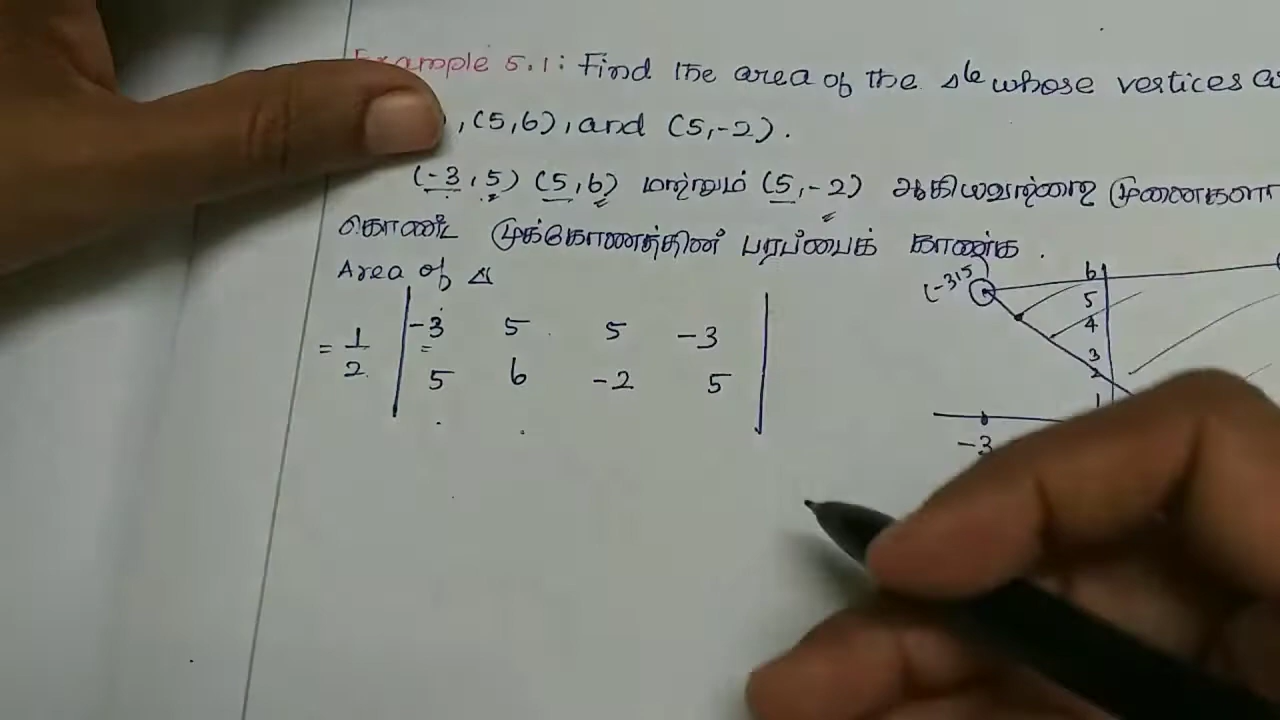 Example 5.1: Find the area of the Δle whose vertices
, (5,6), and (5,-2).
(-3,5) (5,6) மற்றும் (5,-2) ஆகியவற்றை
கொண்ட முக்கோணத்தின் பரப்பைக் காண்க.
Area of Δ
= 1/2 | -3 5 5 -3 |
5 6 -2 5
(-3,5
6
5
4
3
2
1
-3